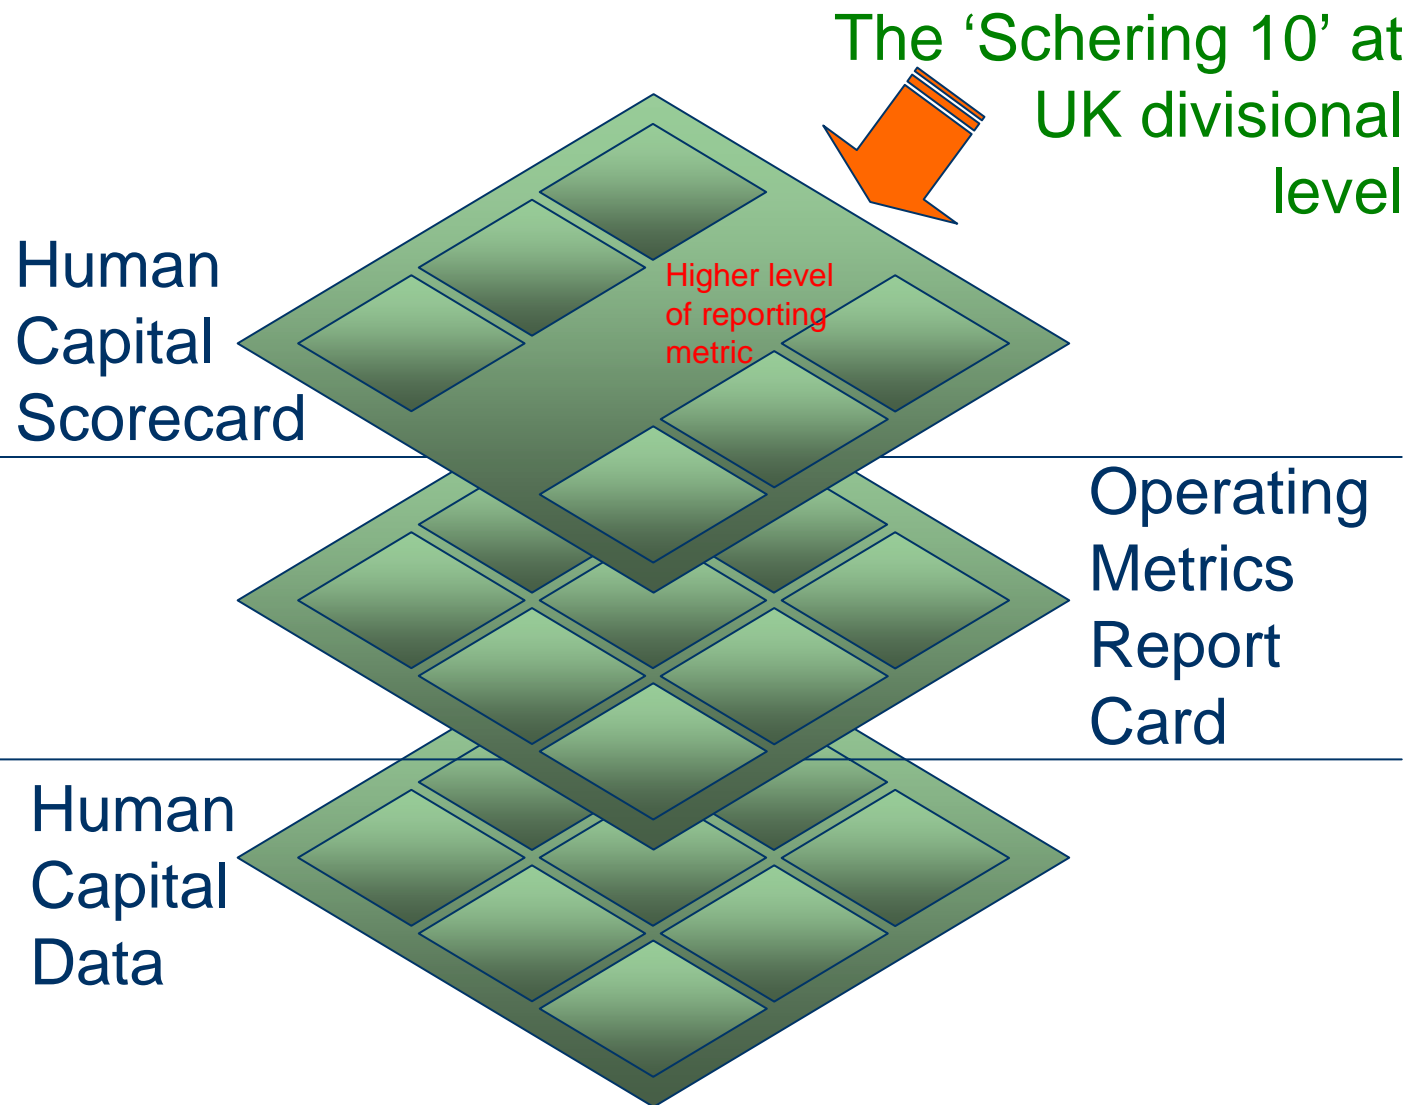 The ‘Schering 10’ at
UK divisional
level
Human
Capital
Scorecard
Higher level
of reporting
metric
Operating
Metrics
Report
Card
Human
Capital
Data